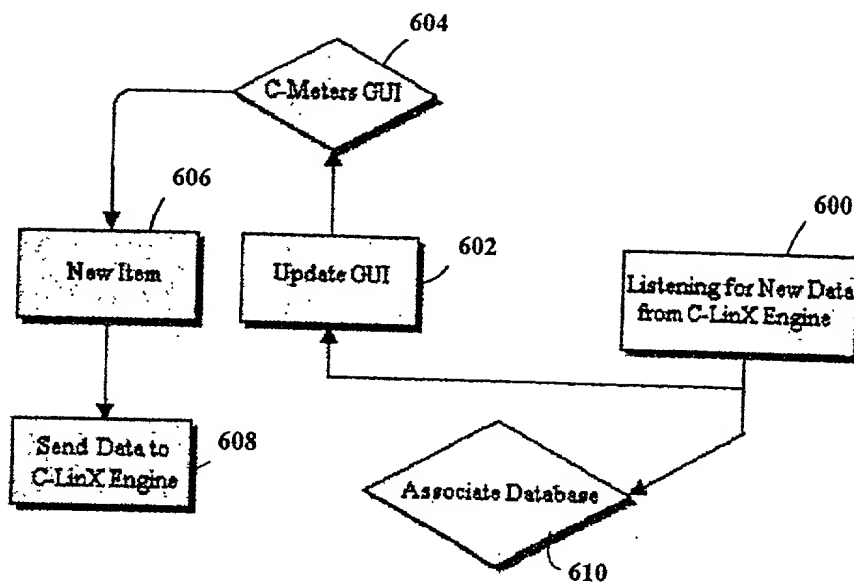 604
C-Meters GUI
606
New Item
602
Update GUI
600
Listening for New Data
from C-LinX Engine
Send Data to
C-LinX Engine
608
Associate Database
610